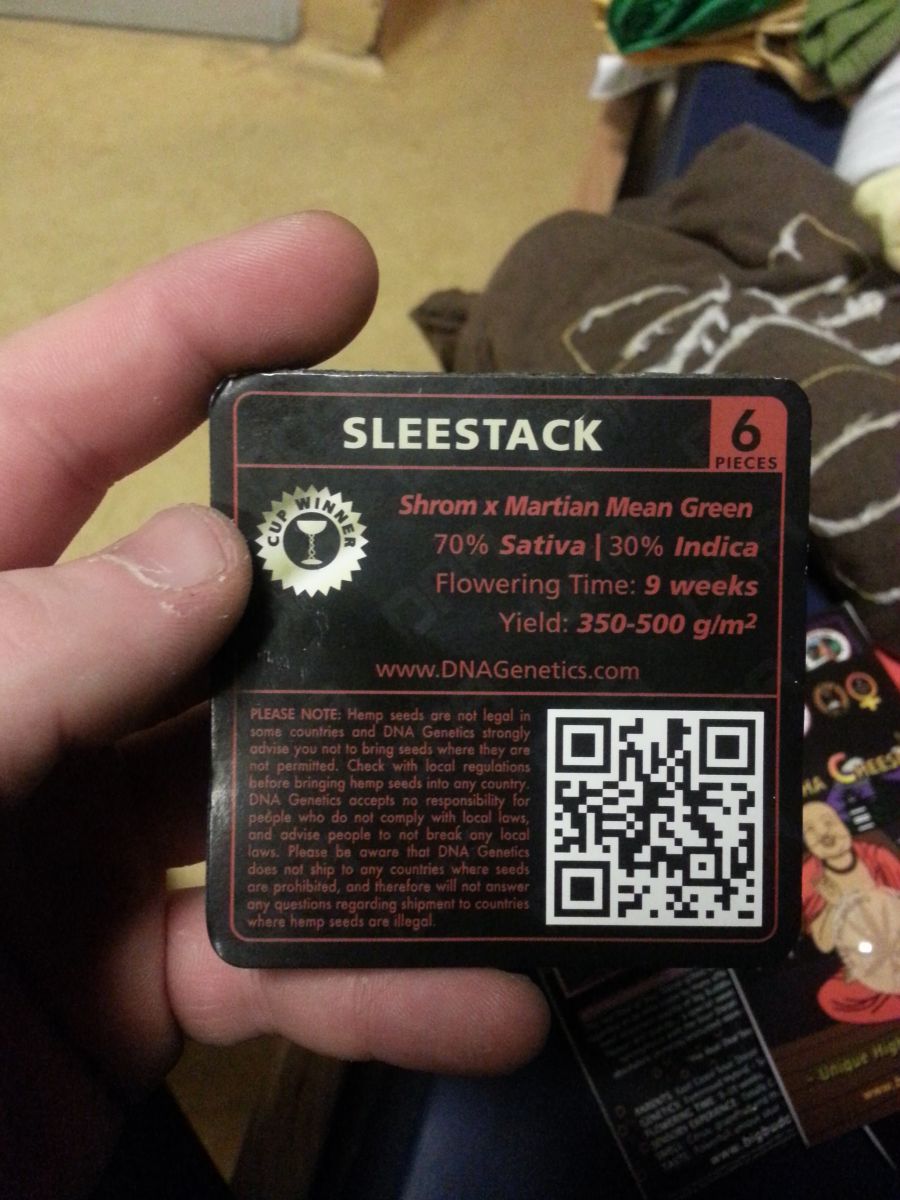 SLEESTACK
6
PIECES
CUP WINNER
Shrom x Martian Mean Green
70% Sativa | 30% Indica
Flowering Time: 9 weeks
Yield: 350-500 g/m²
www.DNAGenetics.com
PLEASE NOTE: Hemp seeds are not legal in
some countries and DNA Genetics strongly
advise you not to bring seeds where they are
not permitted. Check with local regulations
before bringing hemp seeds into any country.
DNA Genetics accepts no responsibility for
people who do not comply with local laws,
and advise people to not break any local
laws. Please be aware that DNA Genetics
does not ship to any countries where seeds
are prohibited, and therefore will not answer
any questions regarding shipment to countries
where hemp seeds are illegal.
- Unique High